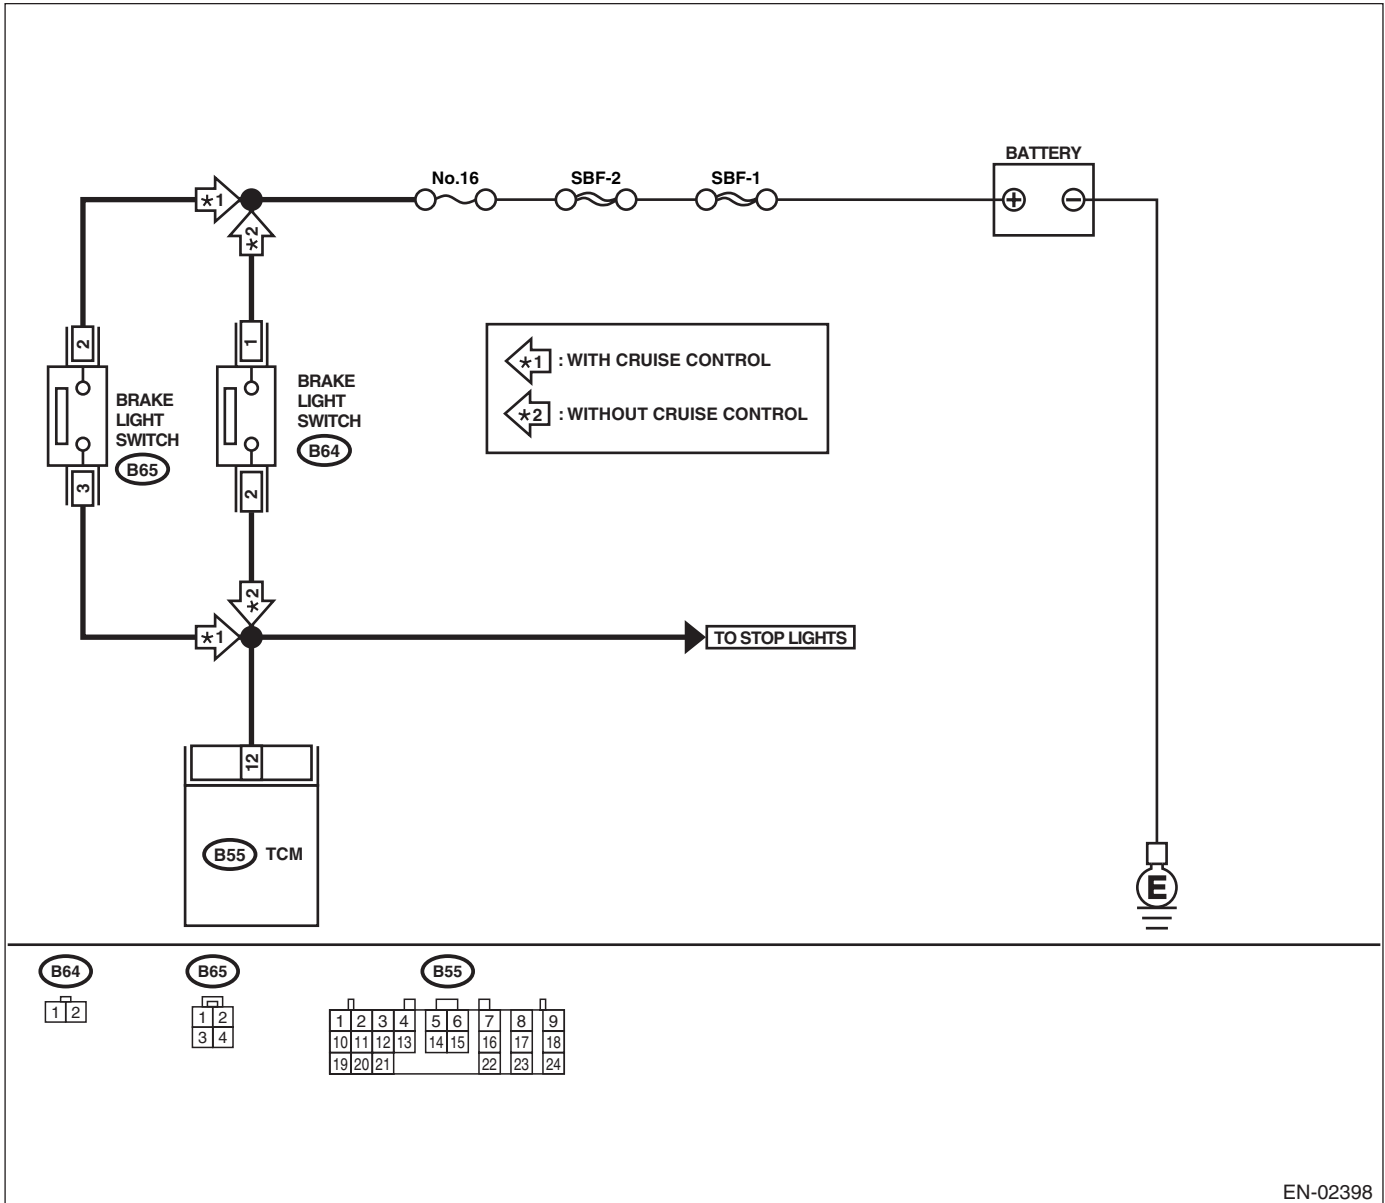 BATTERY
No.16
SBF-2
SBF-1
*1
*2
2
1
*1 : WITH CRUISE CONTROL
*2 : WITHOUT CRUISE CONTROL
BRAKE
LIGHT
SWITCH
B65
BRAKE
LIGHT
SWITCH
B64
3
2
*2
*1
TO STOP LIGHTS
12
B55 TCM
E
B64
1 2
B65
1 2
3 4
B55
1 2 3 4 5 6 7 8 9
10 11 12 13 14 15 16 17 18
19 20 21 22 23 24
EN-02398